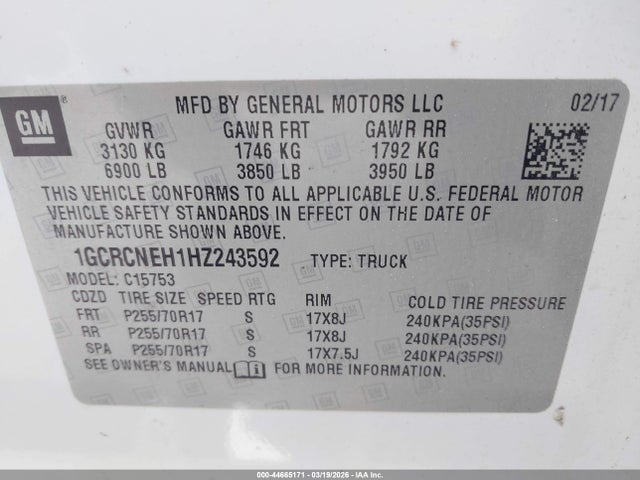 GM
MFD BY GENERAL MOTORS LLC 02/17
GVWR GAWR FRT GAWR RR
3130 KG 1746 KG 1792 KG
6900 LB 3850 LB 3950 LB
THIS VEHICLE CONFORMS TO ALL APPLICABLE U.S. FEDERAL MOTOR
VEHICLE SAFETY STANDARDS IN EFFECT ON THE DATE OF
MANUFACTURE SHOWN ABOVE.
1GCRCNEH1HZ243592 TYPE: TRUCK
MODEL: C15753
CDZD TIRE SIZE SPEED RTG RIM COLD TIRE PRESSURE
FRT P255/70R17 S 17X8J 240KPA(35PSI)
RR P255/70R17 S 17X8J 240KPA(35PSI)
SPA P255/70R17 S 17X7.5J 240KPA(35PSI)
SEE OWNER'S MANUAL FOR MORE INFORMATION.
000-44665171 - 03/19/2026 - IAA Inc.